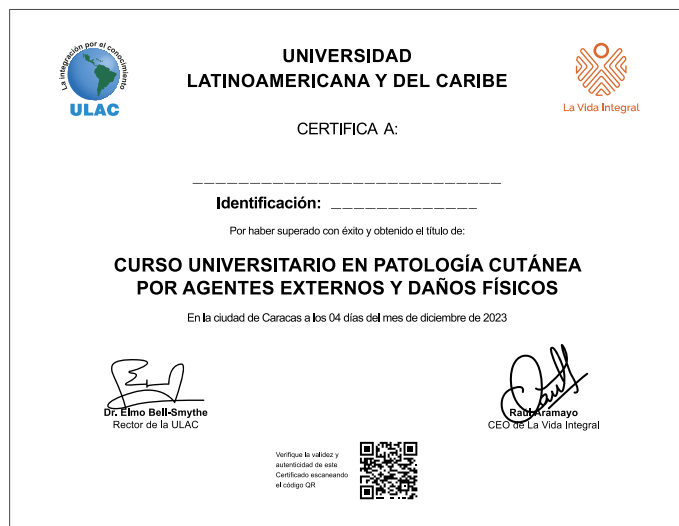 La integración por el conocimiento
ULAC
UNIVERSIDAD
LATINOAMERICANA Y DEL CARIBE
La Vida Integral
CERTIFICA A:
Identificación:
Por haber superado con éxito y obtenido el título de:
CURSO UNIVERSITARIO EN PATOLOGÍA CUTÁNEA
POR AGENTES EXTERNOS Y DAÑOS FÍSICOS
En la ciudad de Caracas a los 04 días del mes de diciembre de 2023
Dr. Elmo Bell-Smythe
Rector de la ULAC
Raúl Aramayo
CEO de La Vida Integral
Verifique la validez y
autenticidad de este
Certificado escaneando
el código QR